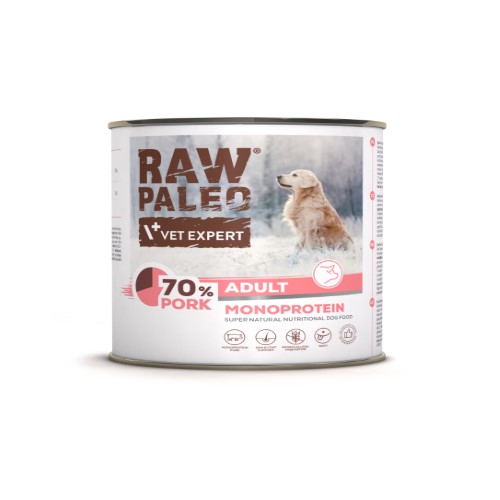 RAW®
PALEO
VET EXPERT
70%
PORK
ADULT
MONOPROTEIN
SUPER NATURAL NUTRITIONAL DOG FOOD